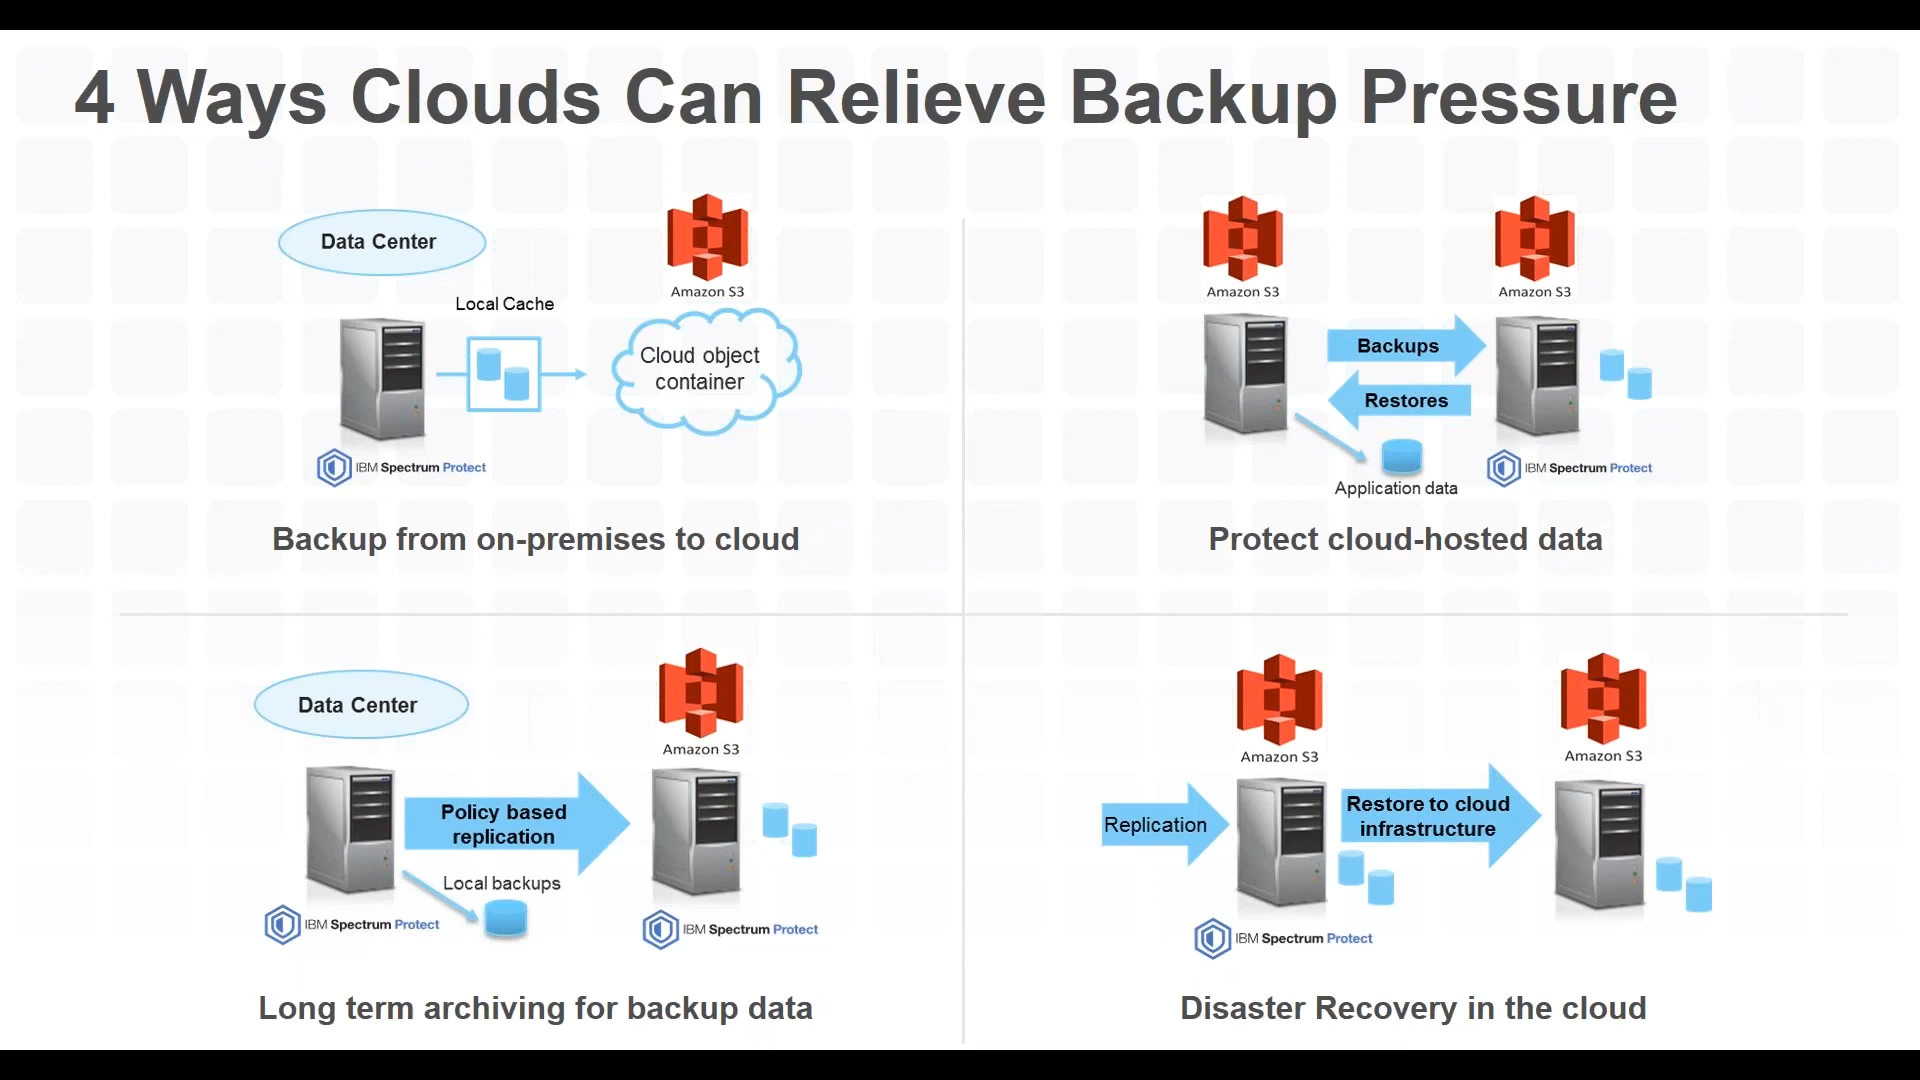 4 Ways Clouds Can Relieve Backup Pressure
Data Center
Amazon S3
Local Cache
Cloud object
container
IBM Spectrum Protect
Backup from on-premises to cloud
Amazon S3
Amazon S3
Backups
Restores
Application data
IBM Spectrum Protect
Protect cloud-hosted data
Data Center
Amazon S3
Policy based
replication
Local backups
IBM Spectrum Protect
IBM Spectrum Protect
Long term archiving for backup data
Amazon S3
Amazon S3
Replication
Restore to cloud
infrastructure
IBM Spectrum Protect
Disaster Recovery in the cloud